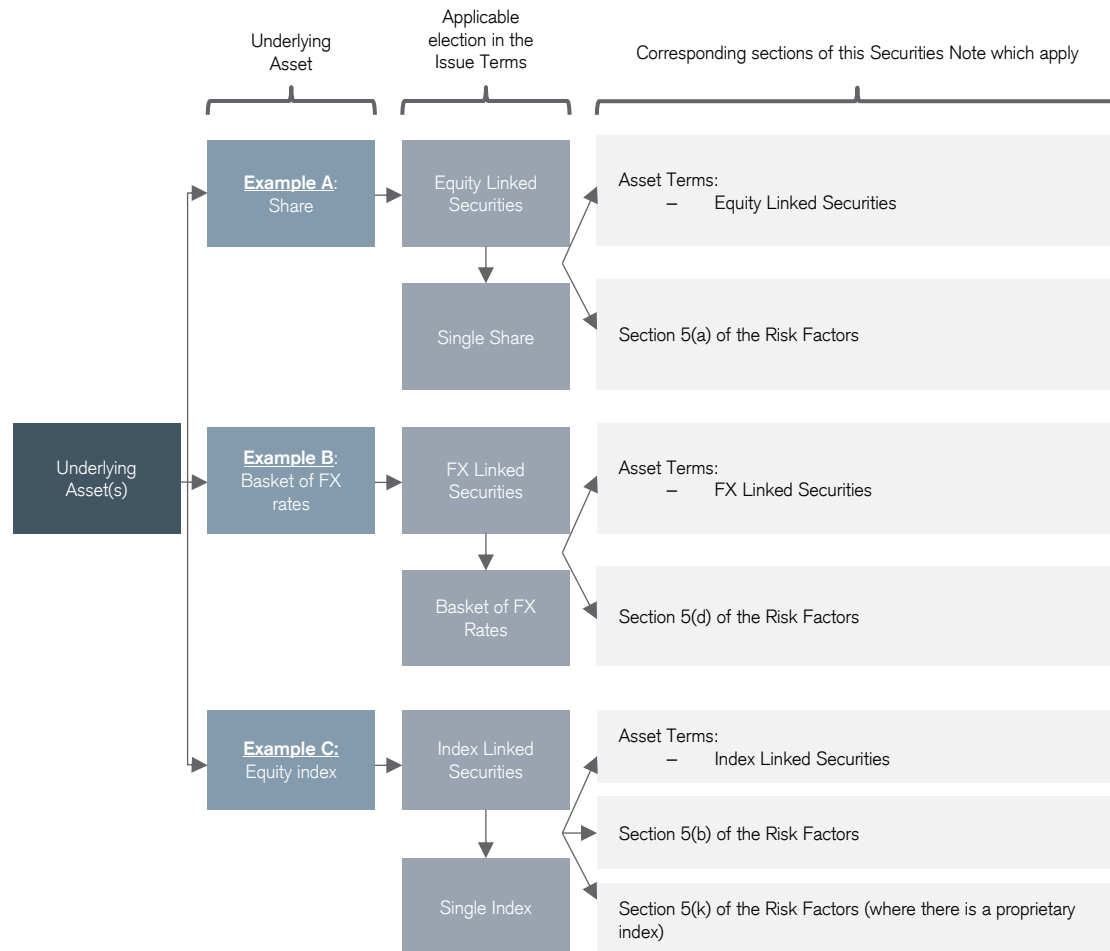 Underlying
Asset
Applicable
election in the
Issue Terms
Corresponding sections of this Securities Note which apply
Underlying
Asset(s)
Example A:
Share
Equity Linked
Securities
Single Share
Asset Terms:
– Equity Linked Securities
Section 5(a) of the Risk Factors
Example B:
Basket of FX
rates
FX Linked
Securities
Basket of FX
Rates
Asset Terms:
– FX Linked Securities
Section 5(d) of the Risk Factors
Example C:
Equity index
Index Linked
Securities
Single Index
Asset Terms:
– Index Linked Securities
Section 5(b) of the Risk Factors
Section 5(k) of the Risk Factors (where there is a proprietary
index)